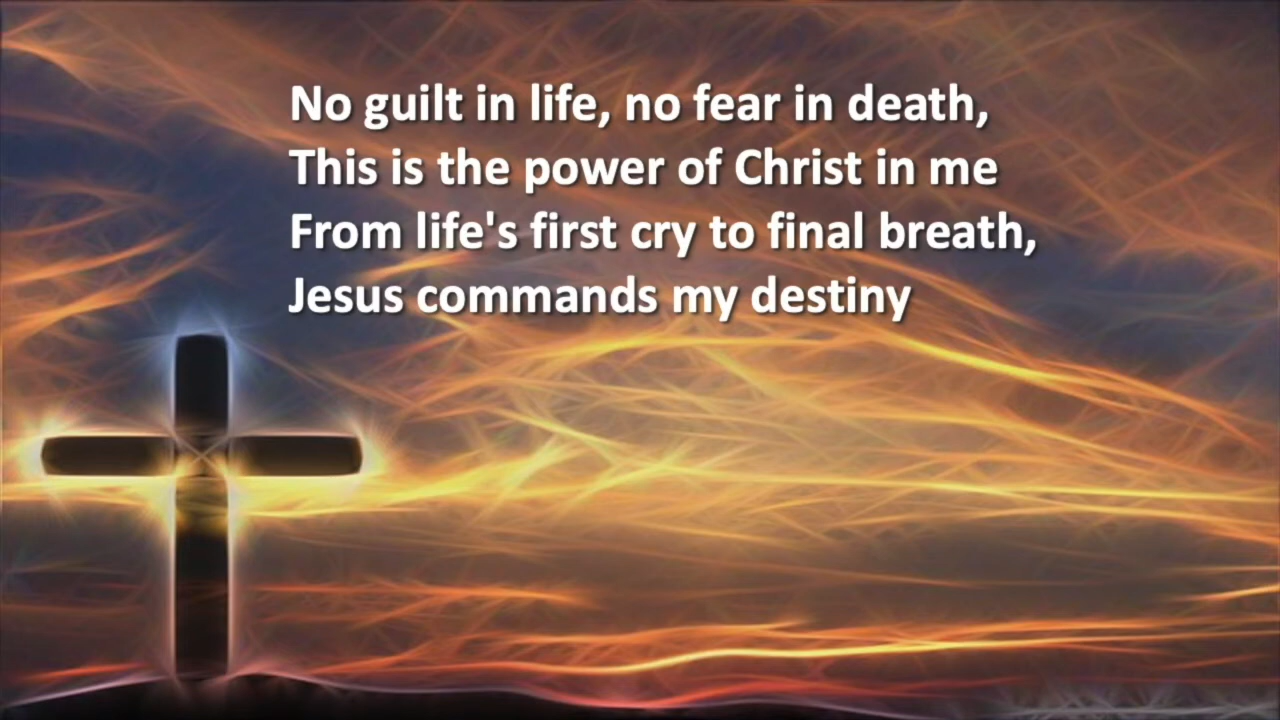 No guilt in life, no fear in death,
This is the power of Christ in me
From life's first cry to final breath,
Jesus commands my destiny